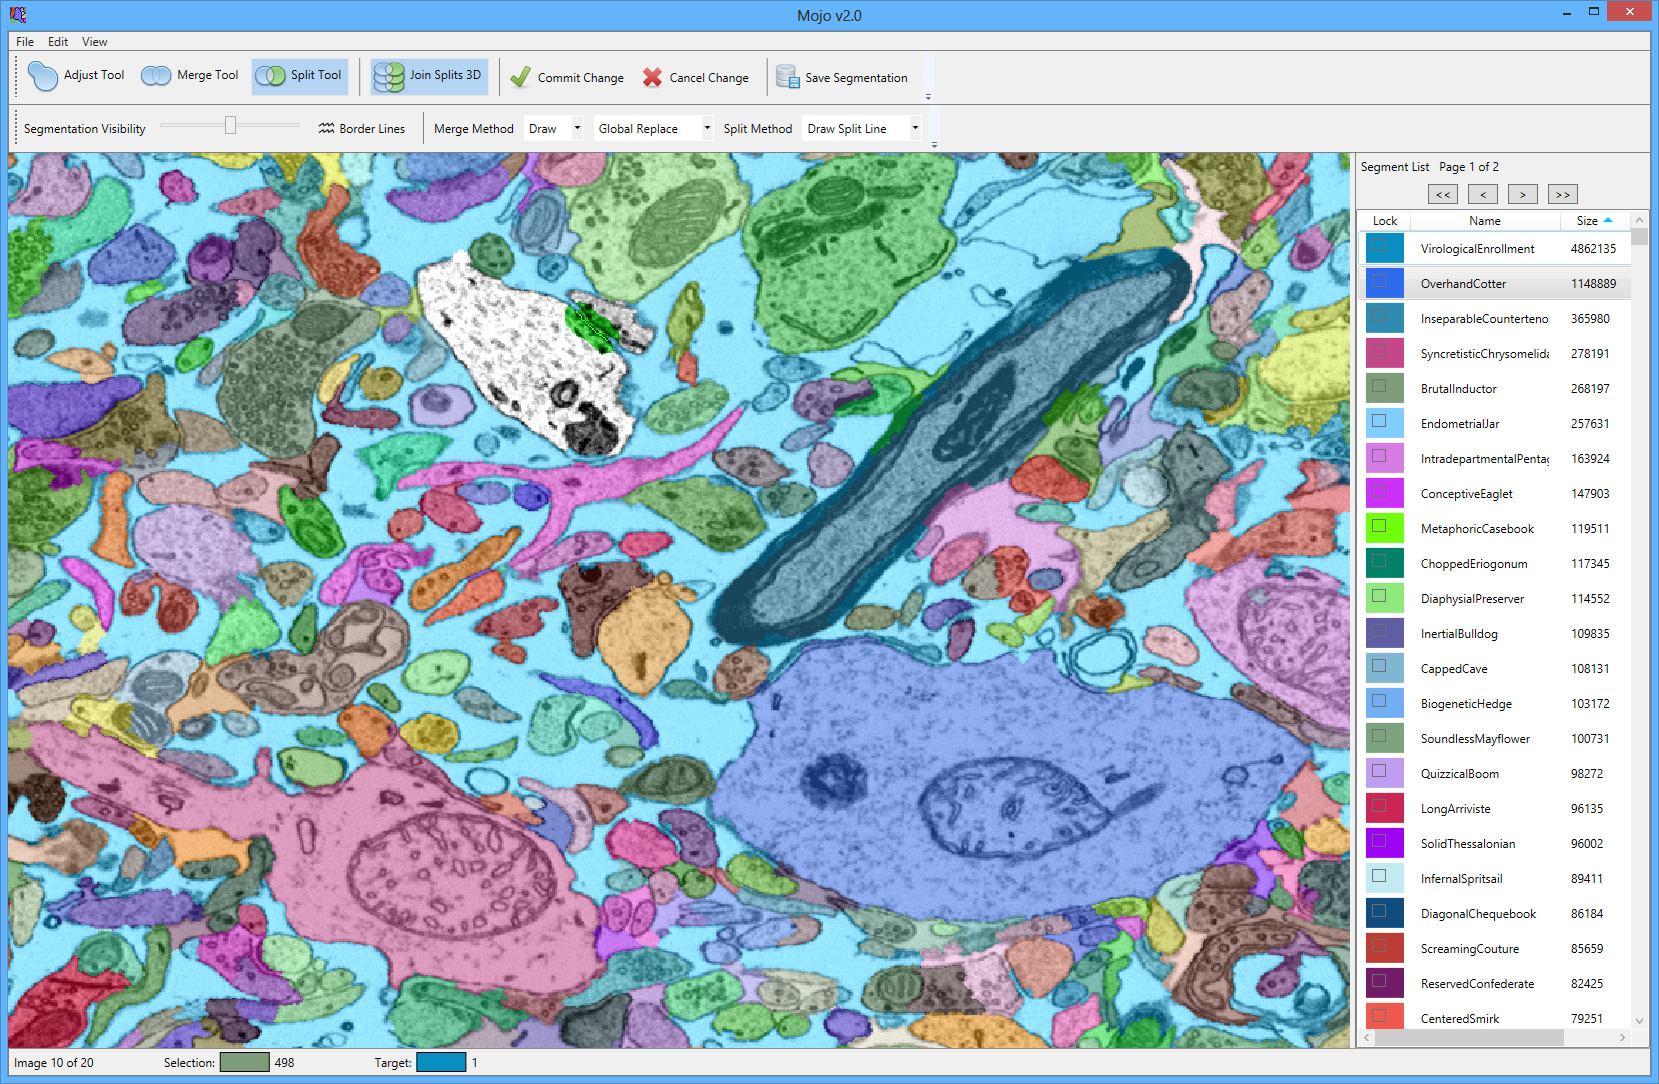 Mojo v2.0
File Edit View
Adjust Tool Merge Tool Split Tool Join Splits 3D Commit Change Cancel Change Save Segmentation
Segmentation Visibility Border Lines Merge Method Draw Global Replace Split Method Draw Split Line
Segment List Page 1 of 2
<< < > >>
Lock Name Size
VirologicalEnrollment 4862135
OverhandCotter 1148889
InseparableCounterteno 365980
SyncretisticChrysomelida 278191
BrutalInductor 268197
EndometrialJar 257631
IntradepartmentalPentag 163924
ConceptiveEaglet 147903
MetaphoricCasebook 119511
ChoppedEriogonum 117345
DiaphysialPreserver 114552
InertialBulldog 109835
CappedCave 108131
BiogeneticHedge 103172
SoundlessMayflower 100731
QuizzicalBoom 98272
LongArriviste 96135
SolidThessalonian 96002
InfernalSpritsail 89411
DiagonalChequebook 86184
ScreamingCouture 85659
ReservedConfederate 82425
CenteredSmirk 79251
Image 10 of 20 Selection: 498 Target: 1